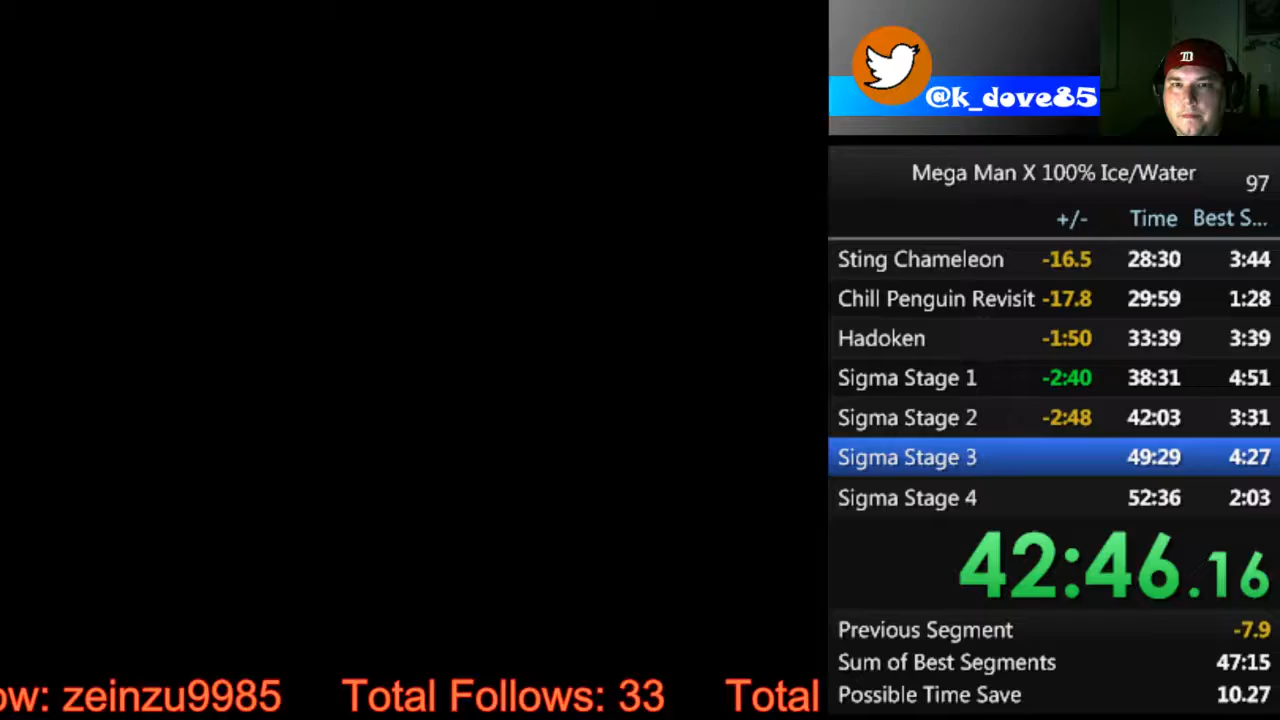 @k_dove85
Mega Man X 100% Ice/Water
97
+/- Time Best S...
Sting Chameleon -16.5 28:30 3:44
Chill Penguin Revisit -17.8 29:59 1:28
Hadoken -1:50 33:39 3:39
Sigma Stage 1 -2:40 38:31 4:51
Sigma Stage 2 -2:48 42:03 3:31
Sigma Stage 3 49:29 4:27
Sigma Stage 4 52:36 2:03
42:46.16
Previous Segment -7.9
Sum of Best Segments 47:15
Possible Time Save 10.27
ow: zeinzu9985 Total Follows: 33 Total